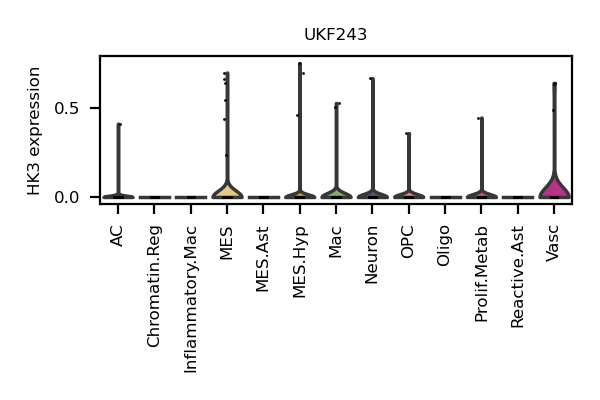 UKF243
HK3 expression
0.5
0.0
AC
Chromatin.Reg
Inflammatory.Mac
MES
MES.Ast
MES.Hyp
Mac
Neuron
OPC
Oligo
Prolif.Metab
Reactive.Ast
Vasc